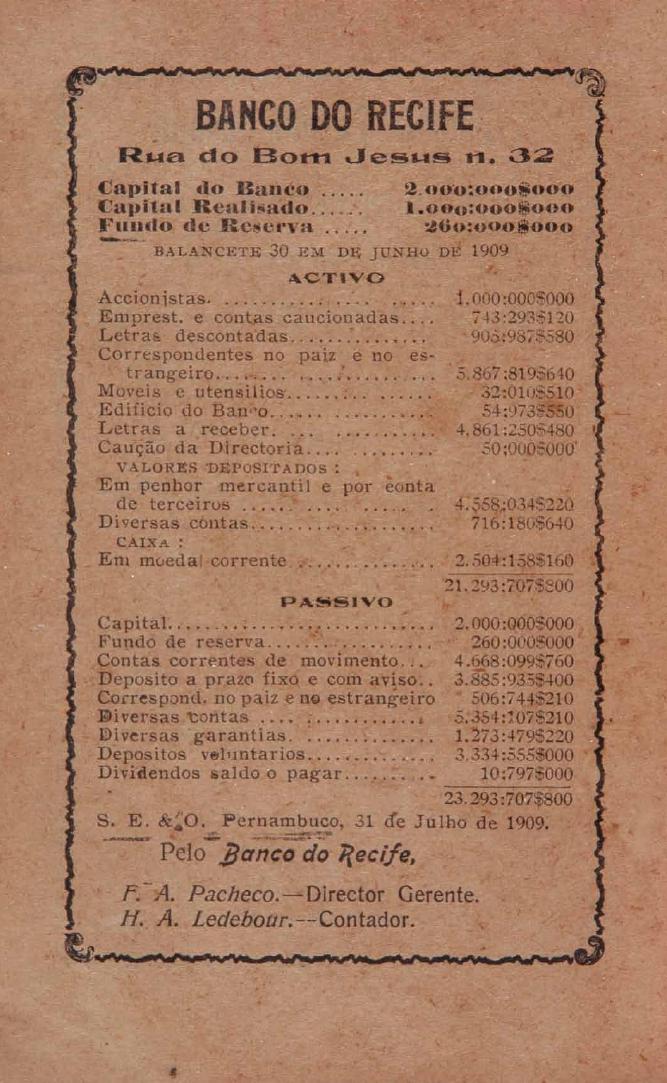 BANCO DO RECIFE
Rua do Bom Jesus n. 32
Capital do Banco ..... 2.000:000$000
Capital Realisado...... 1.000:000$000
Fundo de Reserva ..... 260:000$000
BALANCETE 30 EM DE JUNHO DE 1909
ACTIVO
Accionistas. ..................... 1.000:000$000
Emprest. e contas caucionadas.... 743:293$120
Letras descontadas............... 905:987$580
Correspondentes no paiz e no es-
trangeiro........................ 5.867:819$640
Moveis e utensilios.............. 32:010$510
Edificio do Banco................ 54:973$550
Letras a receber. ............... 4.861:250$480
Caução da Directoria............. 50:000$000
VALORES DEPOSITADOS :
Em penhor mercantil e por conta
de terceiros .................... 4.558:034$220
Diversas contas.................. 716:180$640
CAIXA :
Em moeda corrente ............... 2.504:158$160
21.293:707$800
PASSIVO
Capital.......................... 2.000:000$000
Fundo de reserva................. 260:000$000
Contas correntes de movimento... 4.668:099$760
Deposito a prazo fixo e com aviso.. 3.885:935$400
Correspond. no paiz e no estrangeiro 506:744$210
Diversas contas .... ............ 5.354:107$210
Diversas garantias. ............. 1.273:479$220
Depositos voluntarios............ 3.334:555$000
Dividendos saldo o pagar......... 10:797$000
23.293:707$800
S. E. & O. Pernambuco, 31 de Julho de 1909.
Pelo Banco do Recife,
F. A. Pacheco.—Director Gerente.
H. A. Ledebour.--Contador.